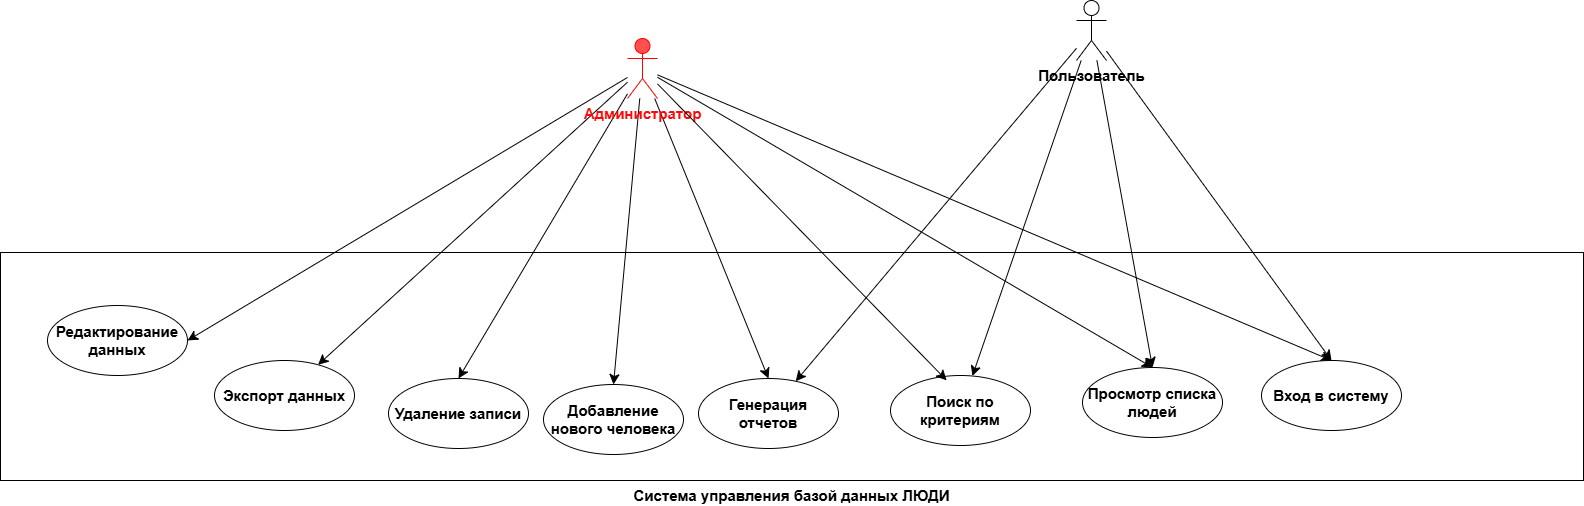 Пользователь
Администратор
Редактирование
данных
Экспорт данных
Удаление записи
Добавление
нового человека
Генерация
отчетов
Поиск по
критериям
Просмотр списка
людей
Вход в систему
Система управления базой данных ЛЮДИ